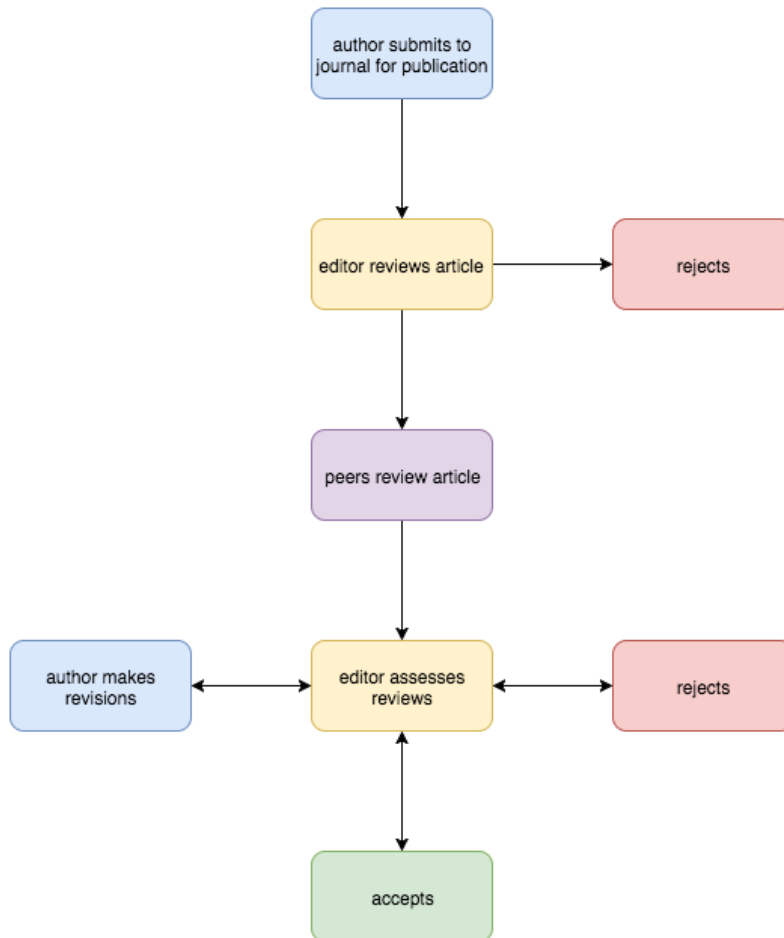 author submits to
journal for publication
editor reviews article
rejects
peers review article
author makes
revisions
editor assesses
reviews
rejects
accepts